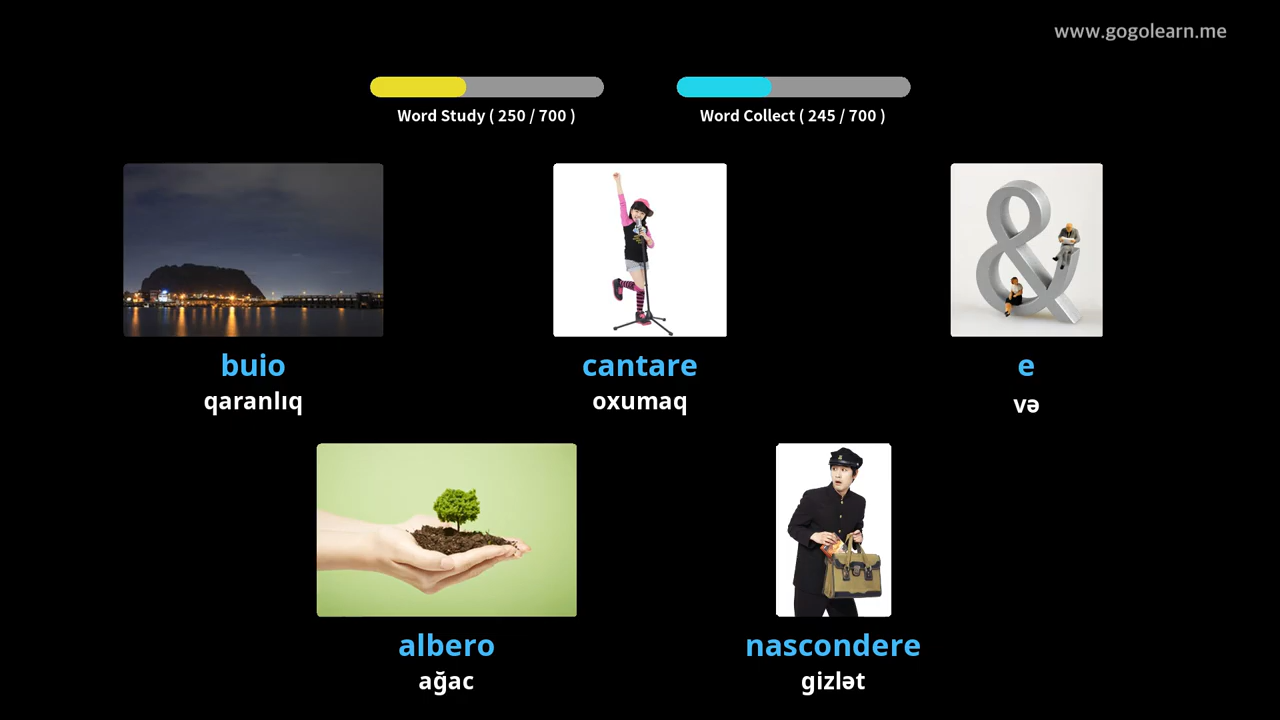 www.gogolearn.me
Word Study ( 250 / 700 )
Word Collect ( 245 / 700 )
buio
qaranlıq
cantare
oxumaq
&
e
və
albero
ağac
nascondere
gizlət